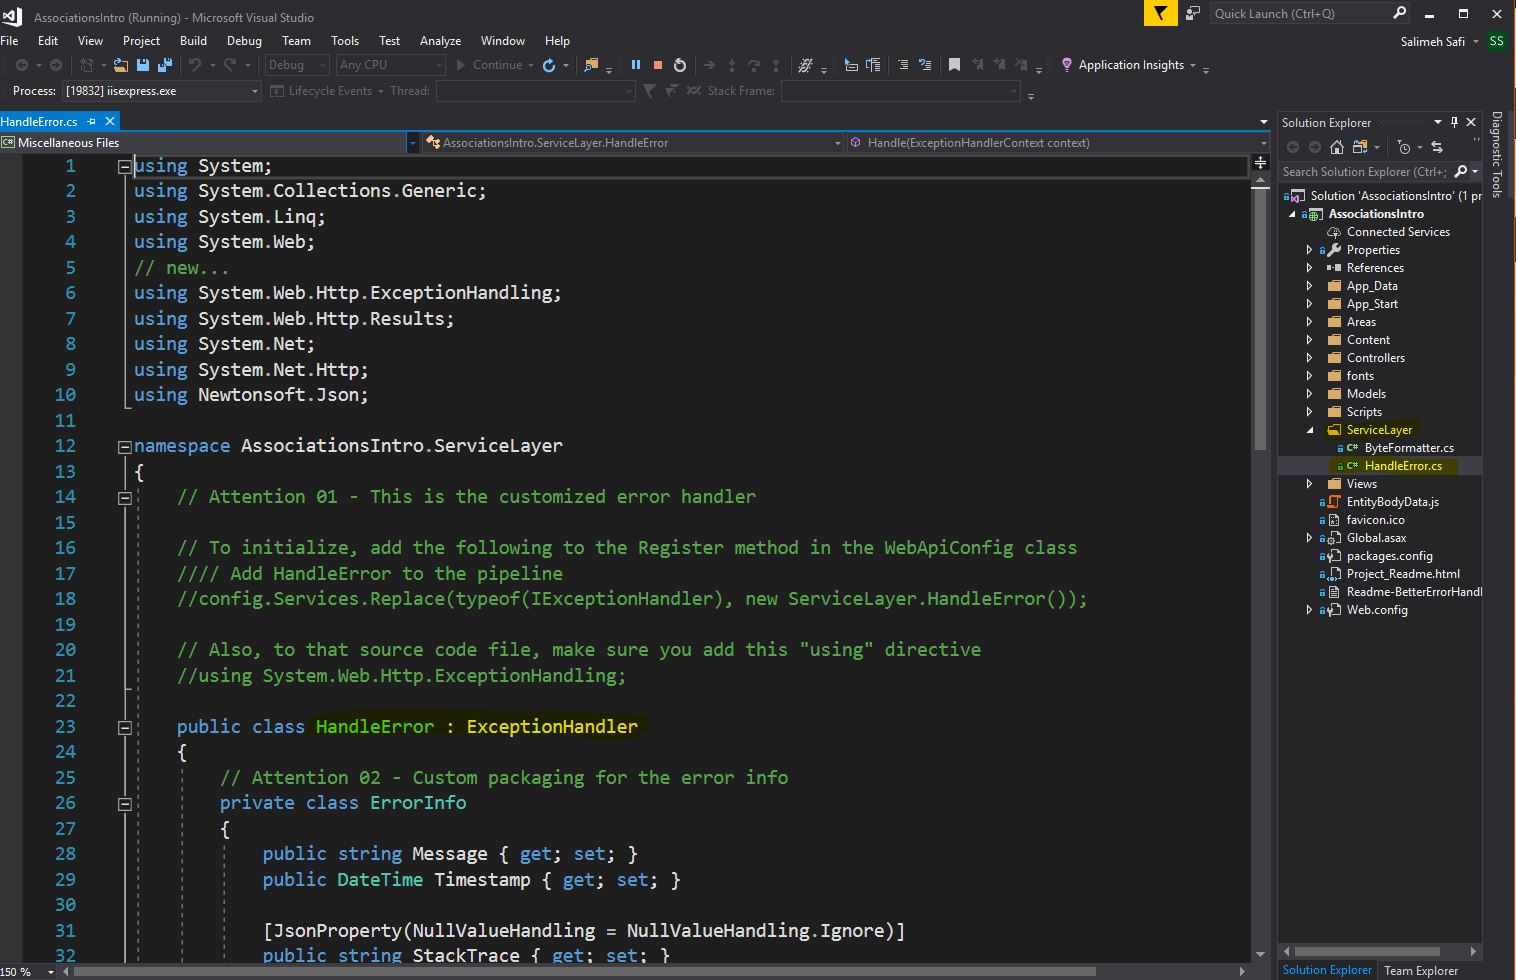 AssociationsIntro (Running) - Microsoft Visual Studio
Quick Launch (Ctrl+Q)
File Edit View Project Build Debug Team Tools Test Analyze Window Help
Salimeh Safi SS
Debug Any CPU Continue Application Insights
Process: [19832] iisexpress.exe Lifecycle Events Thread: Stack Frame:
HandleError.cs
Miscellaneous Files AssociationsIntro.ServiceLayer.HandleError Handle(ExceptionHandlerContext context)
1 using System;
2 using System.Collections.Generic;
3 using System.Linq;
4 using System.Web;
5 // new...
6 using System.Web.Http.ExceptionHandling;
7 using System.Web.Http.Results;
8 using System.Net;
9 using System.Net.Http;
10 using Newtonsoft.Json;
11
12 namespace AssociationsIntro.ServiceLayer
13 {
14 // Attention 01 - This is the customized error handler
15
16 // To initialize, add the following to the Register method in the WebApiConfig class
17 //// Add HandleError to the pipeline
18 //config.Services.Replace(typeof(IExceptionHandler), new ServiceLayer.HandleError());
19
20 // Also, to that source code file, make sure you add this "using" directive
21 //using System.Web.Http.ExceptionHandling;
22
23 public class HandleError : ExceptionHandler
24 {
25 // Attention 02 - Custom packaging for the error info
26 private class ErrorInfo
27 {
28 public string Message { get; set; }
29 public DateTime Timestamp { get; set; }
30
31 [JsonProperty(NullValueHandling = NullValueHandling.Ignore)]
32 public string StackTrace { get; set; }
150 %
Solution Explorer
Search Solution Explorer (Ctrl+;
Solution 'AssociationsIntro' (1 pr
AssociationsIntro
Connected Services
Properties
References
App_Data
App_Start
Areas
Content
Controllers
fonts
Models
Scripts
ServiceLayer
C# ByteFormatter.cs
C# HandleError.cs
Views
EntityBodyData.js
favicon.ico
Global.asax
packages.config
Project_Readme.html
Readme-BetterErrorHandl
Web.config
Solution Explorer Team Explorer
Diagnostic Tools